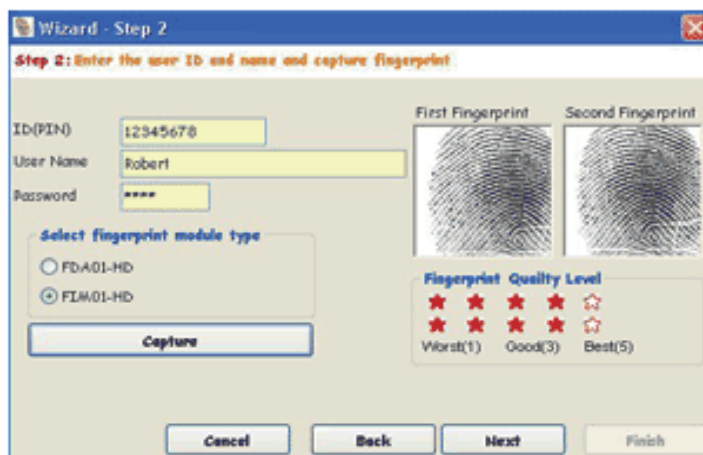 Wizard - Step 2
Step 2: Enter the user ID end name and capture fingerprint
ID(PIN) 12345678
User Name Robert
Password ****
Select fingerprint module type
FDA01-HD
FIM01-HD
Capture
First Fingerprint Second Fingerprint
Fingerprint Quality Level
Worst(1) Good(3) Best(5)
Cancel Back Next Finish